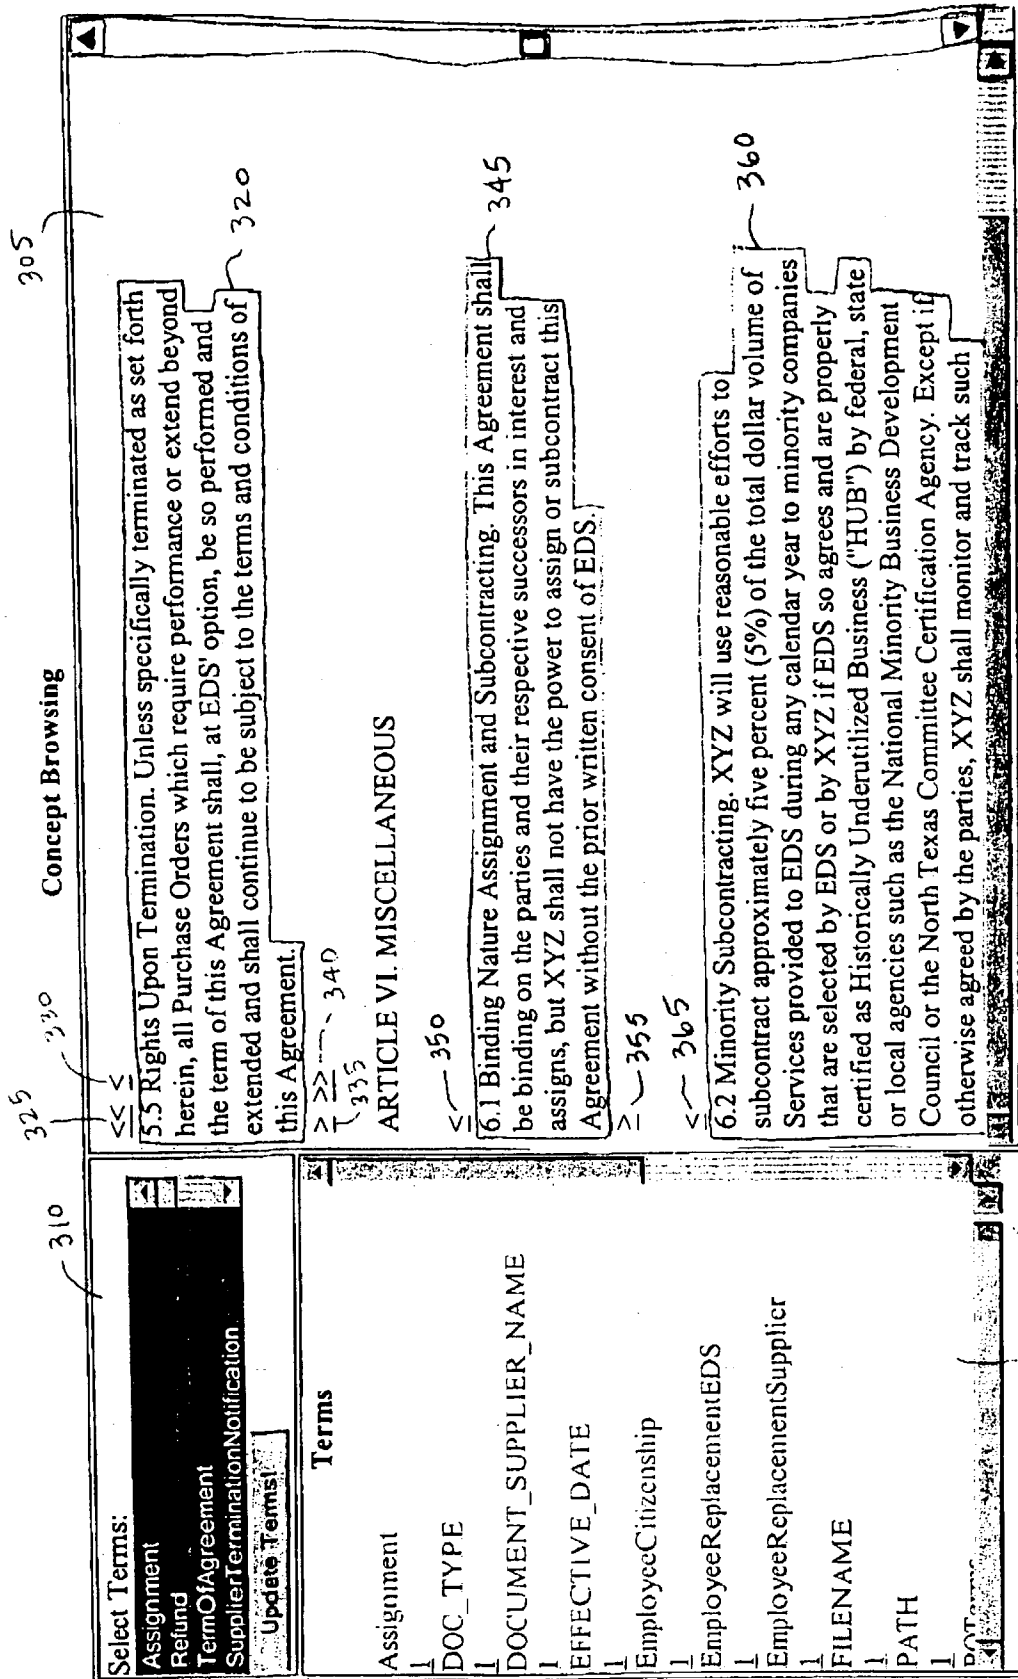 Concept Browsing
305
310
Select Terms:
Assignment
Refund
TermOfAgreement
SupplierTerminationNotification
Update Terms!
Terms
Assignment
1
DOC_TYPE
1
DOCUMENT_SUPPLIER_NAME
1
EFFECTIVE_DATE
1
EmployeeCitizenship
1
EmployeeReplacementEDS
1
EmployeeReplacementSupplier
1
FILENAME
1
PATH
1
325
330
<< <
5.5 Rights Upon Termination. Unless specifically terminated as set forth
herein, all Purchase Orders which require performance or extend beyond
the term of this Agreement shall, at EDS' option, be so performed and
extended and shall continue to be subject to the terms and conditions of
this Agreement.
320
> >>
335
340
ARTICLE VI. MISCELLANEOUS
<
350
6.1 Binding Nature Assignment and Subcontracting. This Agreement shall
be binding on the parties and their respective successors in interest and
assigns, but XYZ shall not have the power to assign or subcontract this
Agreement without the prior written consent of EDS.
345
>
355
<
365
6.2 Minority Subcontracting. XYZ will use reasonable efforts to
subcontract approximately five percent (5%) of the total dollar volume of
Services provided to EDS during any calendar year to minority companies
that are selected by EDS or by XYZ if EDS so agrees and are properly
certified as Historically Underutilized Business ("HUB") by federal, state
or local agencies such as the National Minority Business Development
Council or the North Texas Committee Certification Agency. Except if
otherwise agreed by the parties, XYZ shall monitor and track such
360